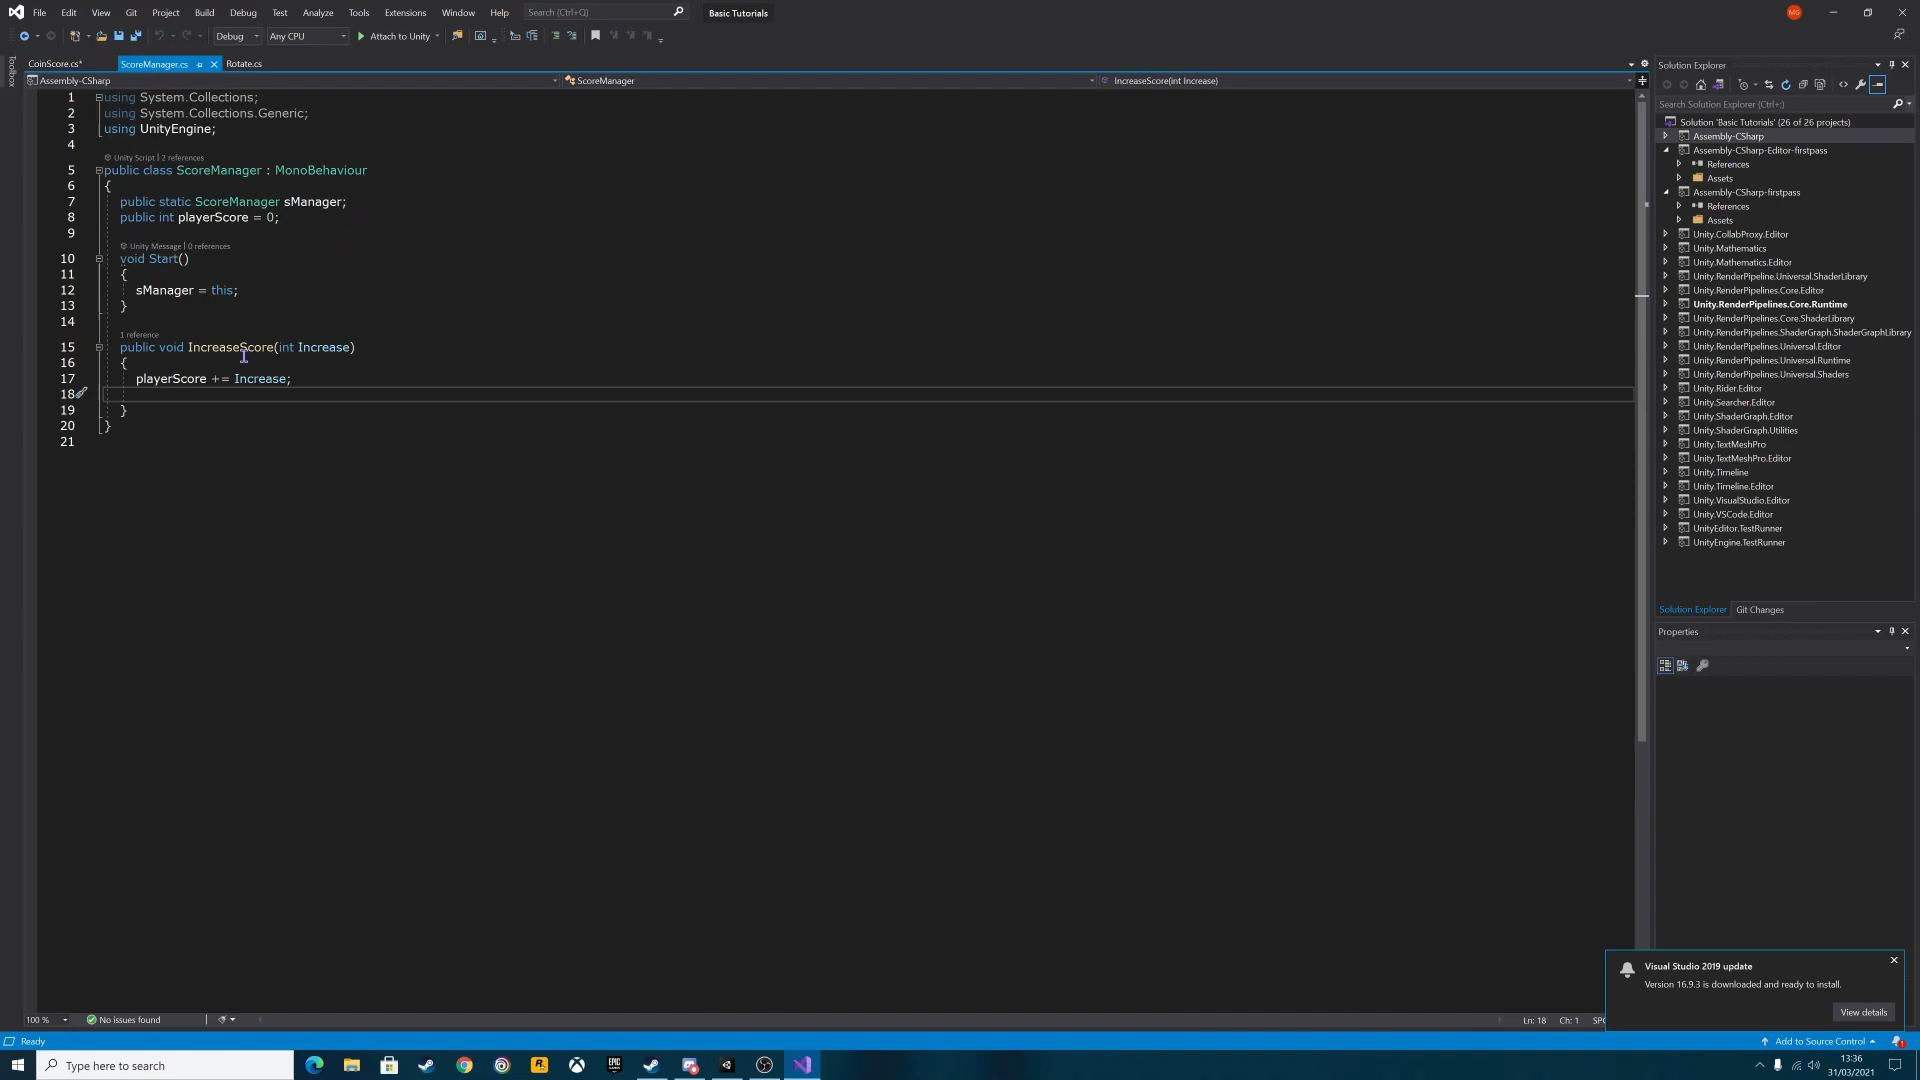 File Edit View Git Project Build Debug Test Analyze Tools Extensions Window Help Search (Ctrl+Q) Basic Tutorials MG
Debug Any CPU Attach to Unity
Toolbox
CoinScore.cs* ScoreManager.cs Rotate.cs
Assembly-CSharp ScoreManager IncreaseScore(int Increase)
1 using System.Collections;
2 using System.Collections.Generic;
3 using UnityEngine;
4
Unity Script | 2 references
5 public class ScoreManager : MonoBehaviour
6 {
7 public static ScoreManager sManager;
8 public int playerScore = 0;
9
Unity Message | 0 references
10 void Start()
11 {
12 sManager = this;
13 }
14
1 reference
15 public void IncreaseScore(int Increase)
16 {
17 playerScore += Increase;
18
19 }
20 }
21
Solution Explorer
Search Solution Explorer (Ctrl+;)
Solution 'Basic Tutorials' (26 of 26 projects)
Assembly-CSharp
Assembly-CSharp-Editor-firstpass
References
Assets
Assembly-CSharp-firstpass
References
Assets
Unity.CollabProxy.Editor
Unity.Mathematics
Unity.Mathematics.Editor
Unity.RenderPipeline.Universal.ShaderLibrary
Unity.RenderPipelines.Core.Editor
Unity.RenderPipelines.Core.Runtime
Unity.RenderPipelines.Core.ShaderLibrary
Unity.RenderPipelines.ShaderGraph.ShaderGraphLibrary
Unity.RenderPipelines.Universal.Editor
Unity.RenderPipelines.Universal.Runtime
Unity.RenderPipelines.Universal.Shaders
Unity.Rider.Editor
Unity.Searcher.Editor
Unity.ShaderGraph.Editor
Unity.ShaderGraph.Utilities
Unity.TextMeshPro
Unity.TextMeshPro.Editor
Unity.Timeline
Unity.Timeline.Editor
Unity.VisualStudio.Editor
Unity.VSCode.Editor
UnityEditor.TestRunner
UnityEngine.TestRunner
Solution Explorer Git Changes
Properties
Visual Studio 2019 update
Version 16.9.3 is downloaded and ready to install.
View details
100 % No issues found Ln: 18 Ch: 1 SPC
Ready Add to Source Control
Type here to search
13:36
31/03/2021